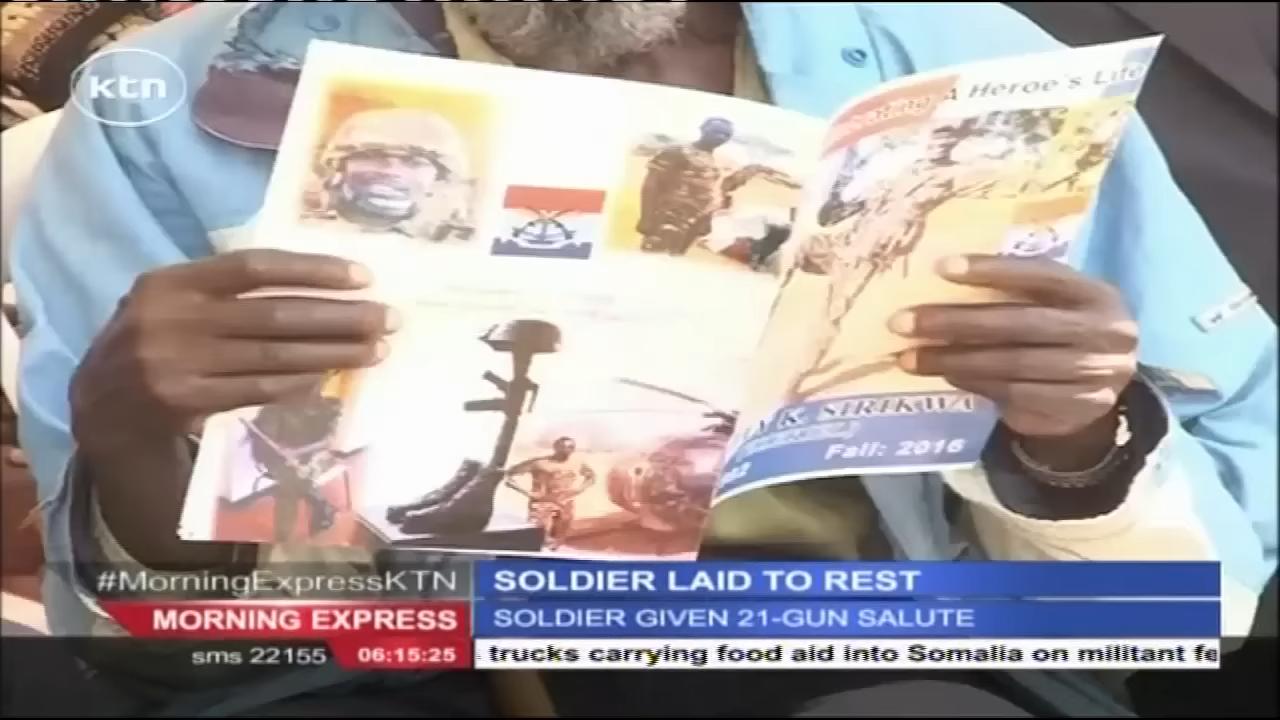 ktn
A Heroe's Life
K. SIRIKWA
Fall: 2016
#MorningExpressKTN
SOLDIER LAID TO REST
MORNING EXPRESS
SOLDIER GIVEN 21-GUN SALUTE
sms 22155
06:15:25
trucks carrying food aid into Somalia on militant